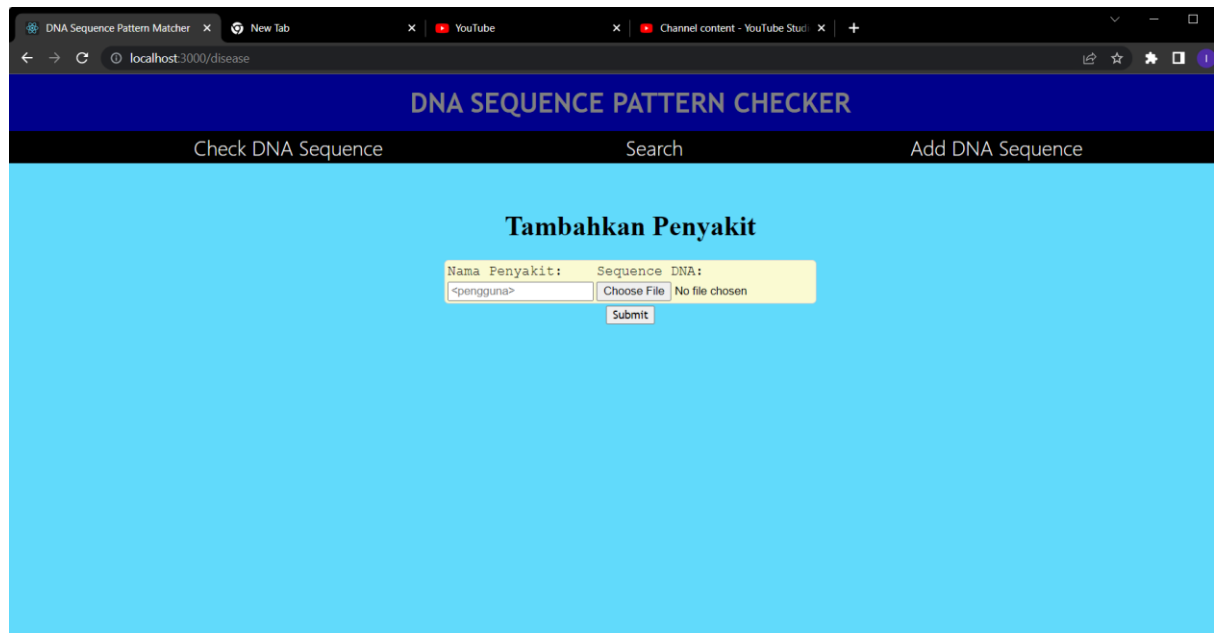 DNA Sequence Pattern Matcher New Tab YouTube Channel content - YouTube Studi
localhost:3000/disease
DNA SEQUENCE PATTERN CHECKER
Check DNA Sequence Search Add DNA Sequence
Tambahkan Penyakit
Nama Penyakit: Sequence DNA:
<pengguna> Choose File No file chosen
Submit